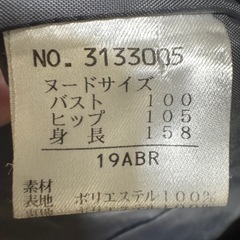 NO. 3133005
ヌードサイズ
バスト 100
ヒップ 105
身長 158
19ABR
素材
表地 ポリエステル100%